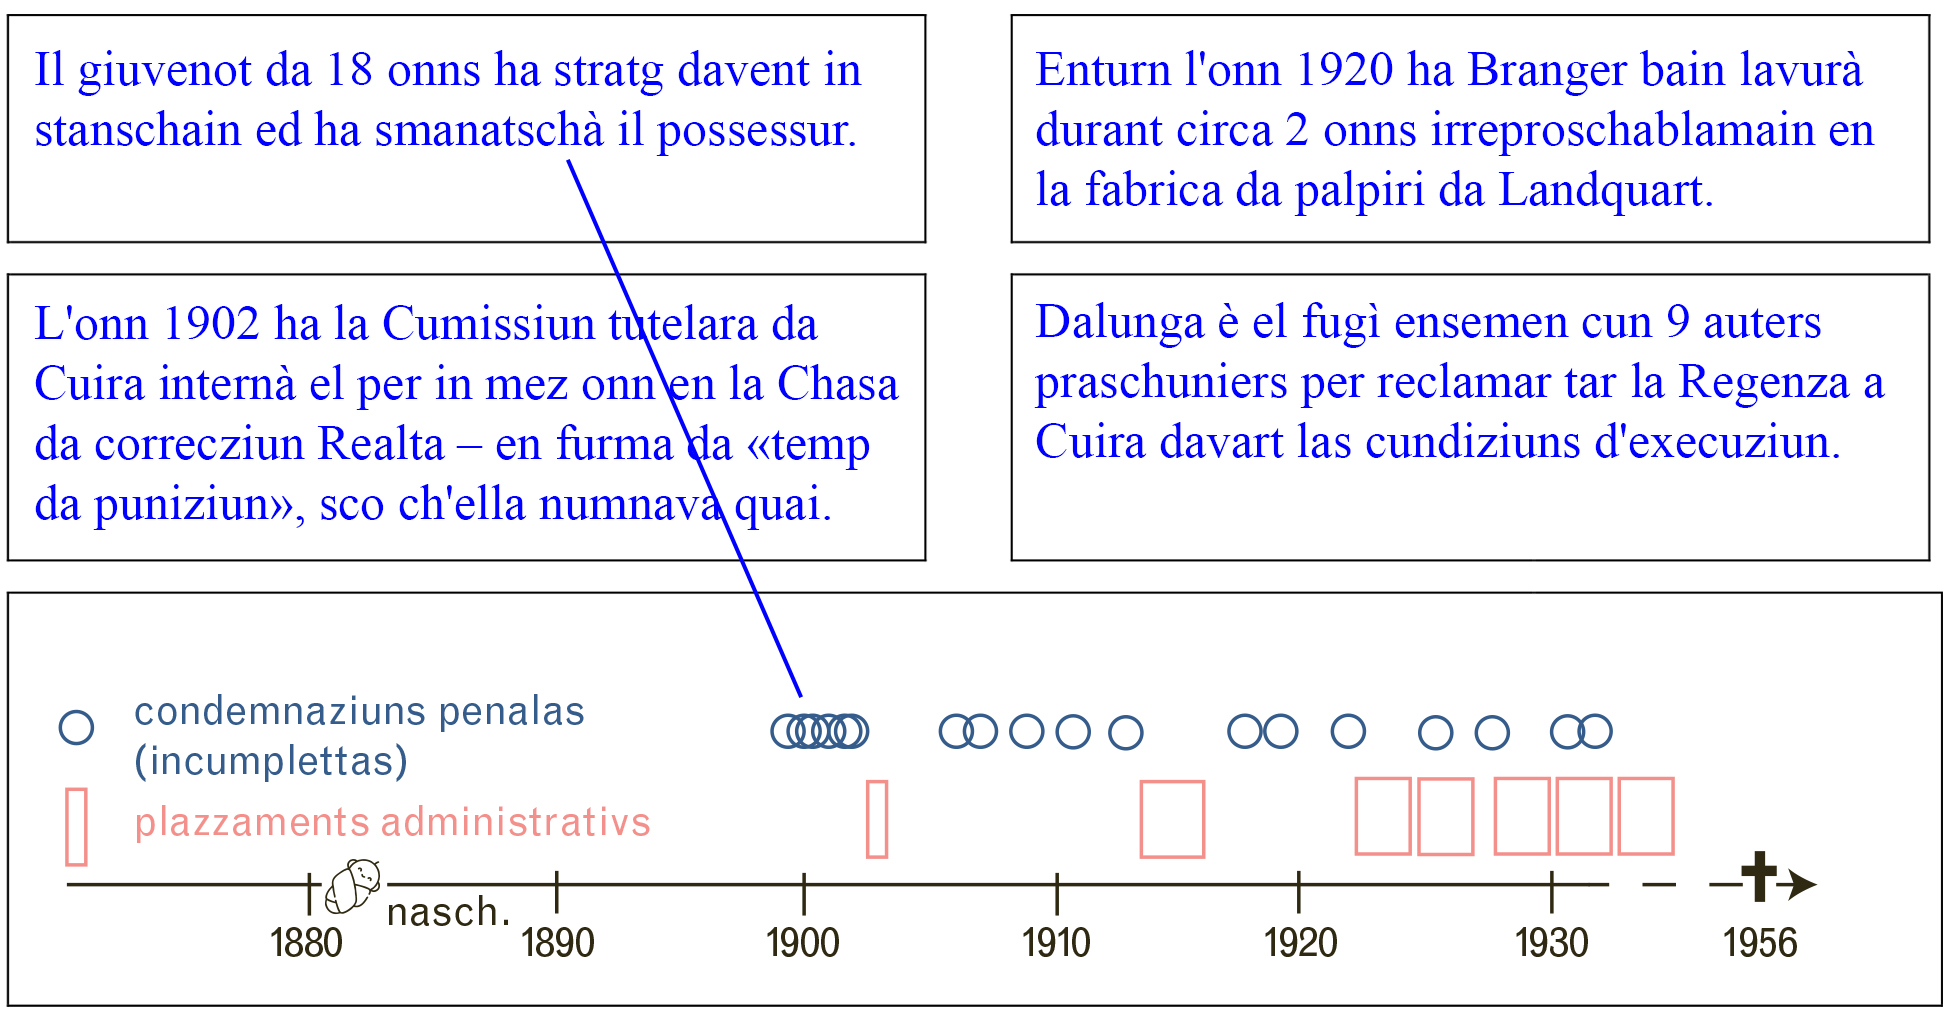 Il giuvenot da 18 onns ha stratg davent in
stanschain ed ha smanatschà il possessur.
Enturn l'onn 1920 ha Branger bain lavurà
durant circa 2 onns irreproschablamain en
la fabrica da palpiri da Landquart.
L'onn 1902 ha la Cumissiun tutelara da
Cuira internà el per in mez onn en la Chasa
da correcziun Realta – en furma da «temp
da puniziun», sco ch'ella numnava quai.
Dalunga è el fugì ensemen cun 9 auters
praschuniers per reclamar tar la Regenza a
Cuira davart las cundiziuns d'execuziun.
condemnaziuns penalas
(incumplettas)
plazzaments administrativs
nasch.
1880 1890 1900 1910 1920 1930 1956